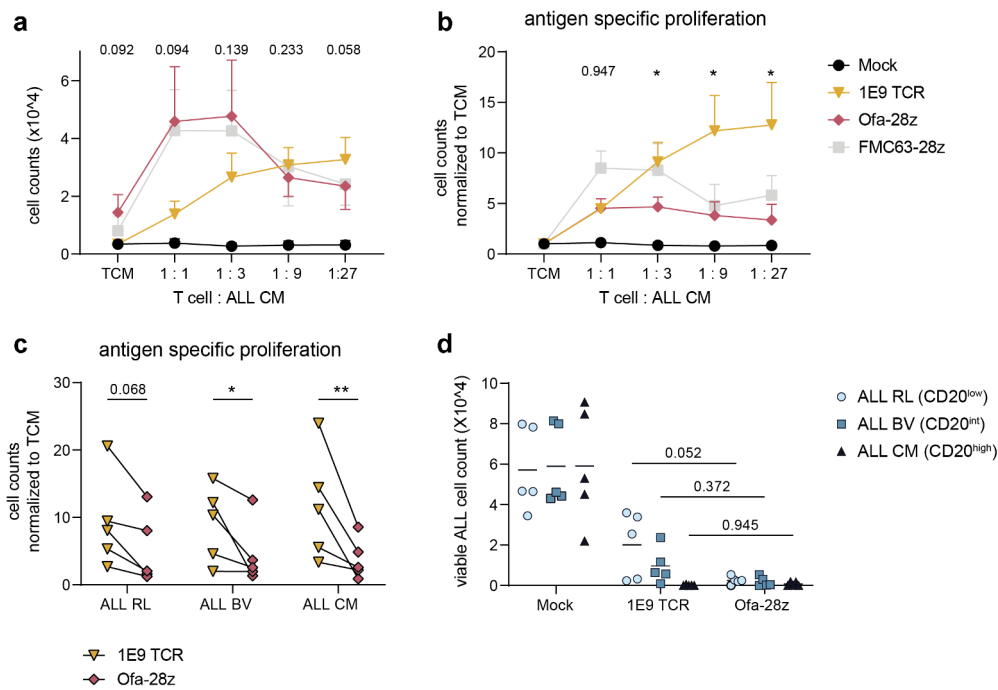 a
0.092 0.094 0.139 0.233 0.058
cell counts (x10^4)
6
4
2
0
TCM 1 : 1 1 : 3 1 : 9 1:27
T cell : ALL CM
b
antigen specific proliferation
cell counts
normalized to TCM
20
15
10
5
0
0.947 * * *
TCM 1 : 1 1 : 3 1 : 9 1 : 27
T cell : ALL CM
Mock
1E9 TCR
Ofa-28z
FMC63-28z
c
antigen specific proliferation
cell counts
normalized to TCM
30
20
10
0
0.068 * **
ALL RL ALL BV ALL CM
1E9 TCR
Ofa-28z
d
viable ALL cell count (X10^4)
10
8
6
4
2
0
0.052
0.372
0.945
Mock 1E9 TCR Ofa-28z
ALL RL (CD20low)
ALL BV (CD20int)
ALL CM (CD20high)